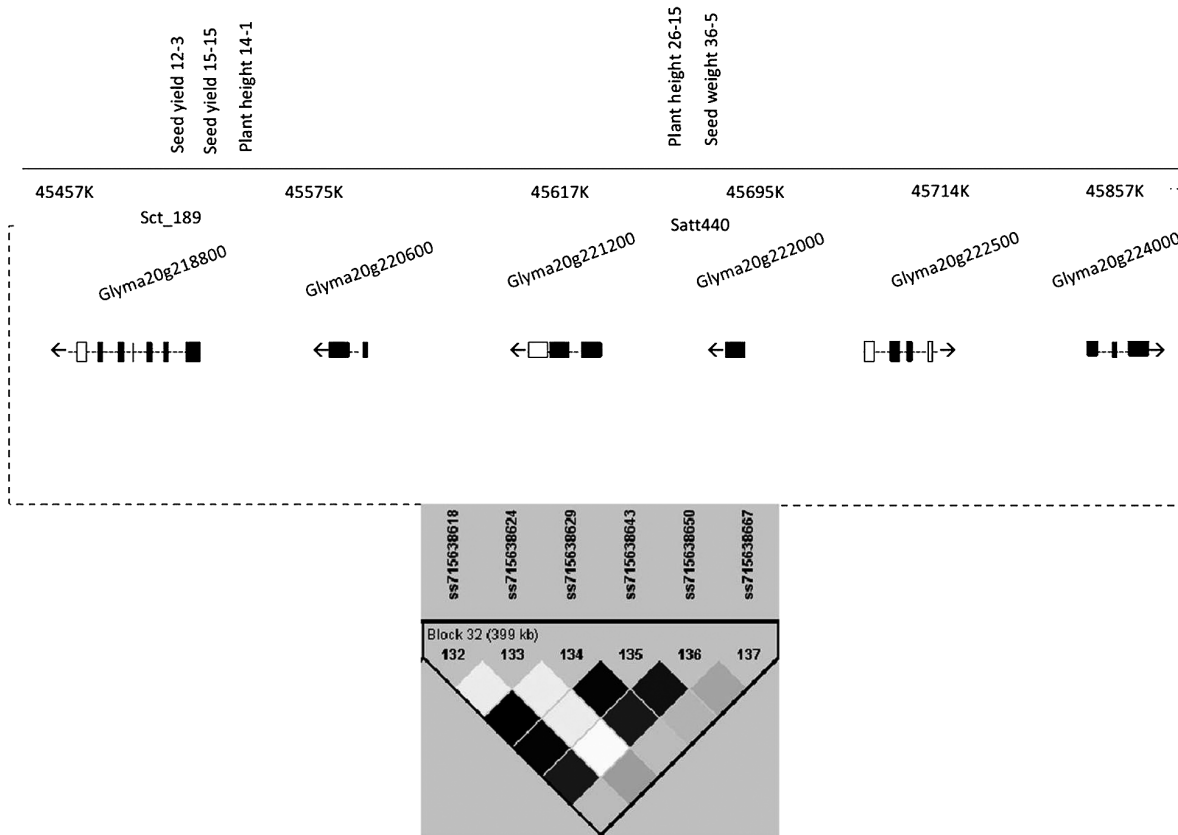 Seed yield 12-3
Seed yield 15-15
Plant height 14-1
Plant height 26-15
Seed weight 36-5
45457K 45575K 45617K 45695K 45714K 45857K
Sct_189 Satt440
Glyma20g218800 Glyma20g220600 Glyma20g221200 Glyma20g222000 Glyma20g222500 Glyma20g224000
ss715638618 ss715638624 ss715638629 ss715638643 ss715638650 ss715638667
Block 32 (399 kb)
132 133 134 135 136 137